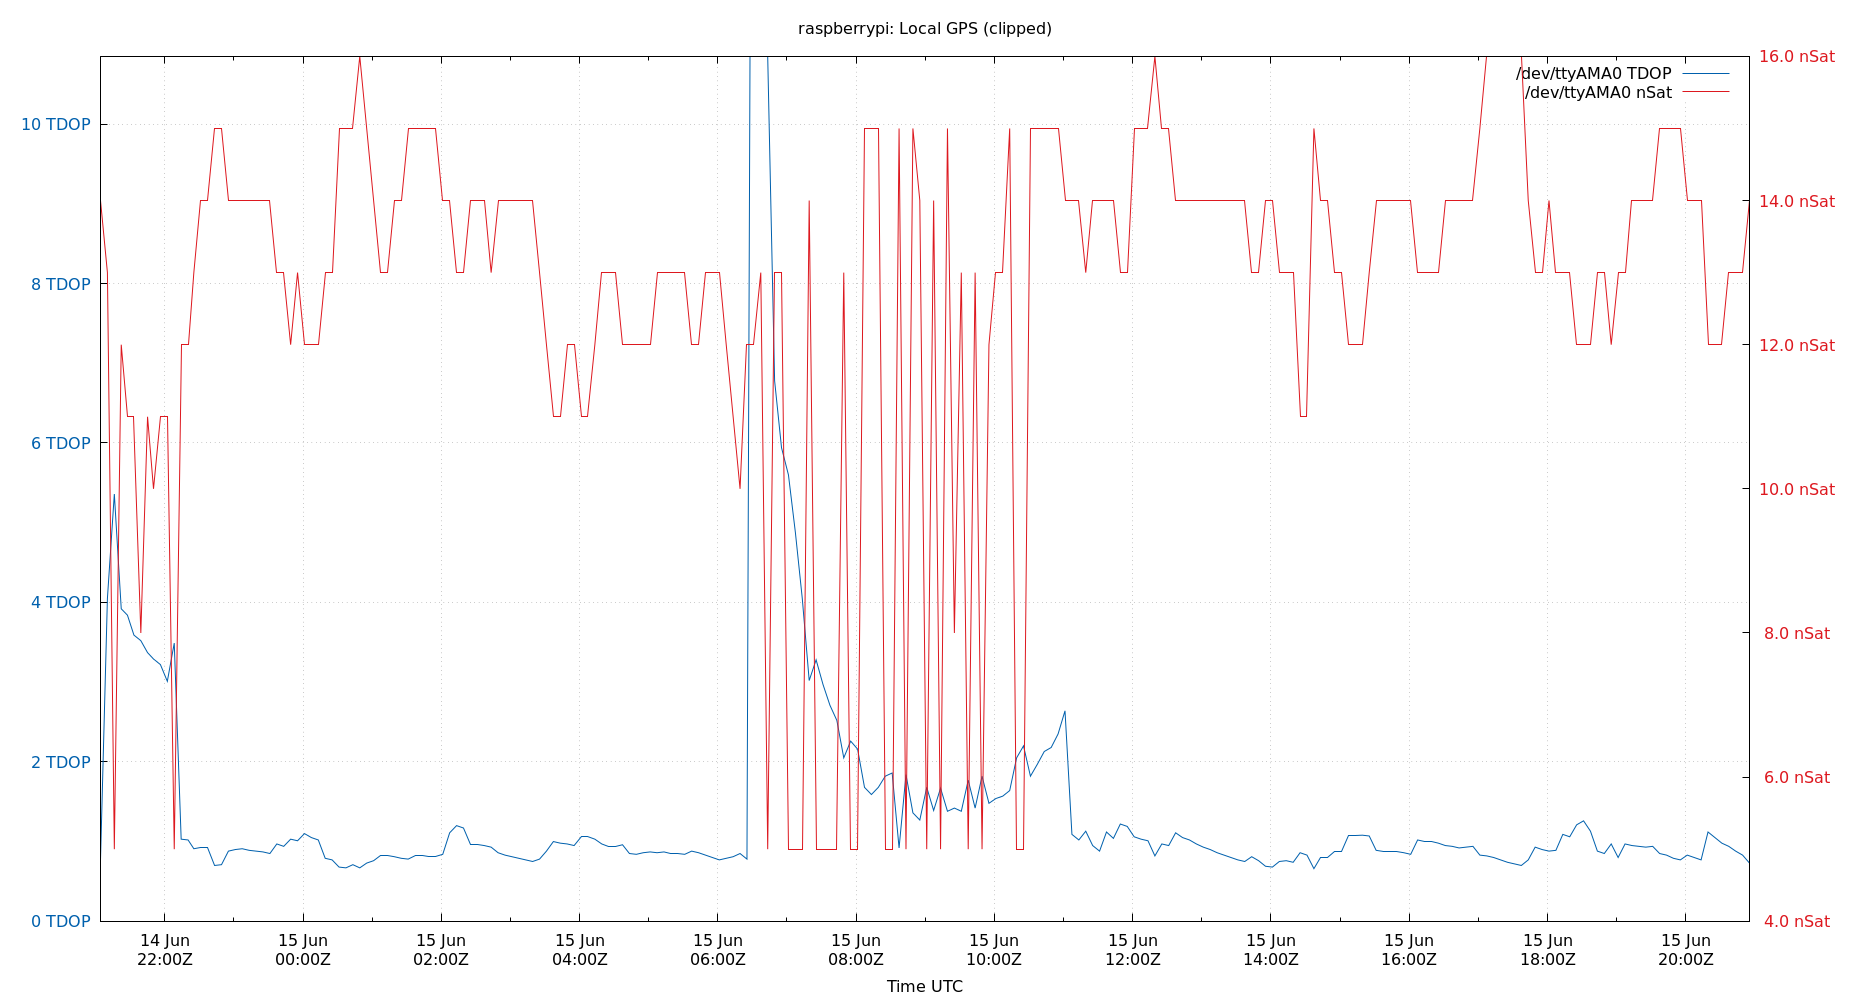 raspberrypi: Local GPS (clipped)
16.0 nSat
/dev/ttyAMA0 TDOP
/dev/ttyAMA0 nSat
10 TDOP
14.0 nSat
8 TDOP
12.0 nSat
6 TDOP
10.0 nSat
4 TDOP
8.0 nSat
2 TDOP
6.0 nSat
0 TDOP
4.0 nSat
14 Jun 15 Jun 15 Jun 15 Jun 15 Jun 15 Jun 15 Jun 15 Jun 15 Jun 15 Jun 15 Jun 15 Jun
22:00Z 00:00Z 02:00Z 04:00Z 06:00Z 08:00Z 10:00Z 12:00Z 14:00Z 16:00Z 18:00Z 20:00Z
Time UTC